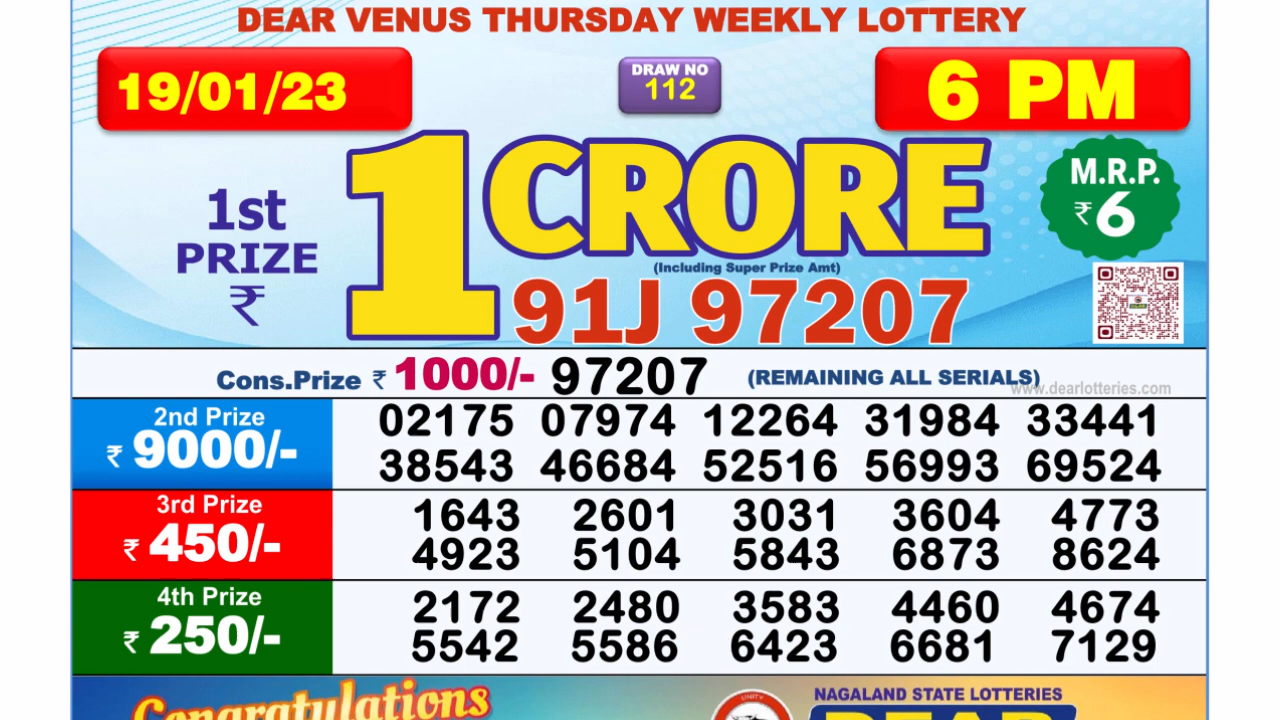 DEAR VENUS THURSDAY WEEKLY LOTTERY
19/01/23
DRAW NO
112
6 PM
1st
PRIZE
₹
1 CRORE
(Including Super Prize Amt)
91J 97207
M.R.P.
₹6
Cons.Prize ₹ 1000/- 97207 (REMAINING ALL SERIALS)
www.dearlotteries.com
2nd Prize
₹ 9000/-
02175 07974 12264 31984 33441
38543 46684 52516 56993 69524
3rd Prize
₹ 450/-
1643 2601 3031 3604 4773
4923 5104 5843 6873 8624
4th Prize
₹ 250/-
2172 2480 3583 4460 4674
5542 5586 6423 6681 7129
Congratulations
UNITY
NAGALAND STATE LOTTERIES
DEAR